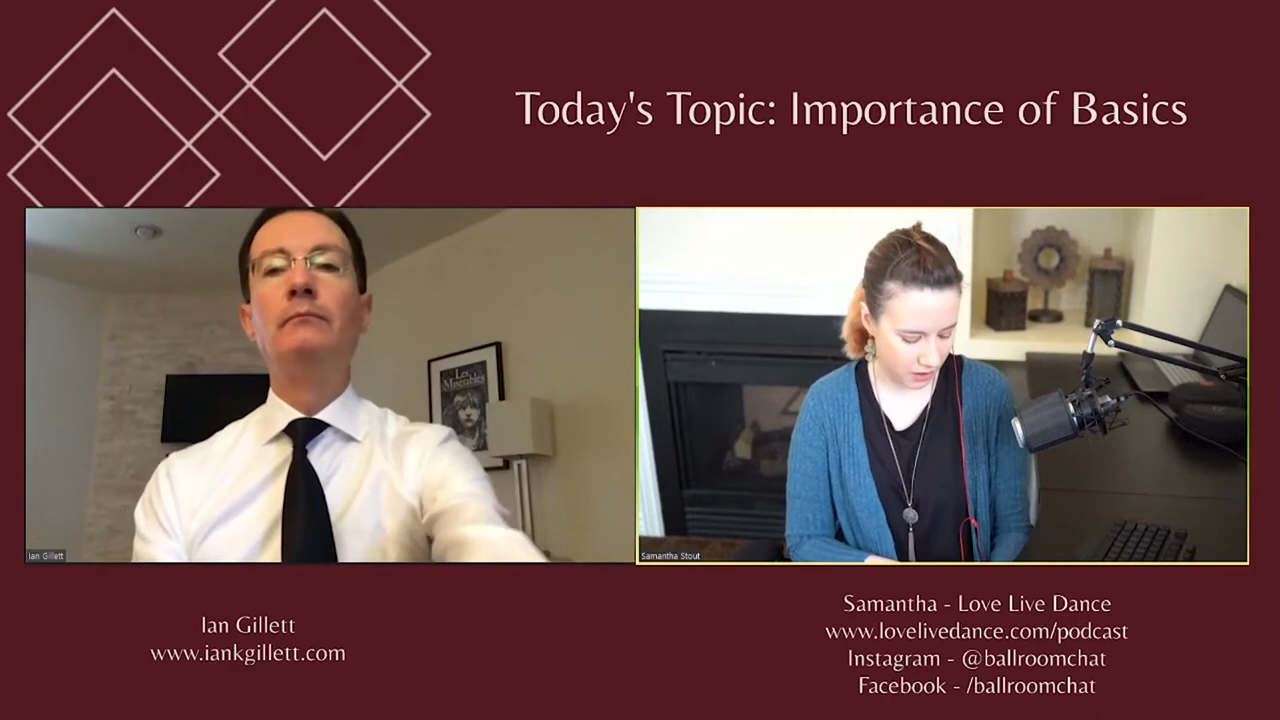 Today's Topic: Importance of Basics
Les
Misérables
Ian Gillett
Samantha Stout
Ian Gillett
www.iankgillett.com
Samantha - Love Live Dance
www.lovelivedance.com/podcast
Instagram - @ballroomchat
Facebook - /ballroomchat